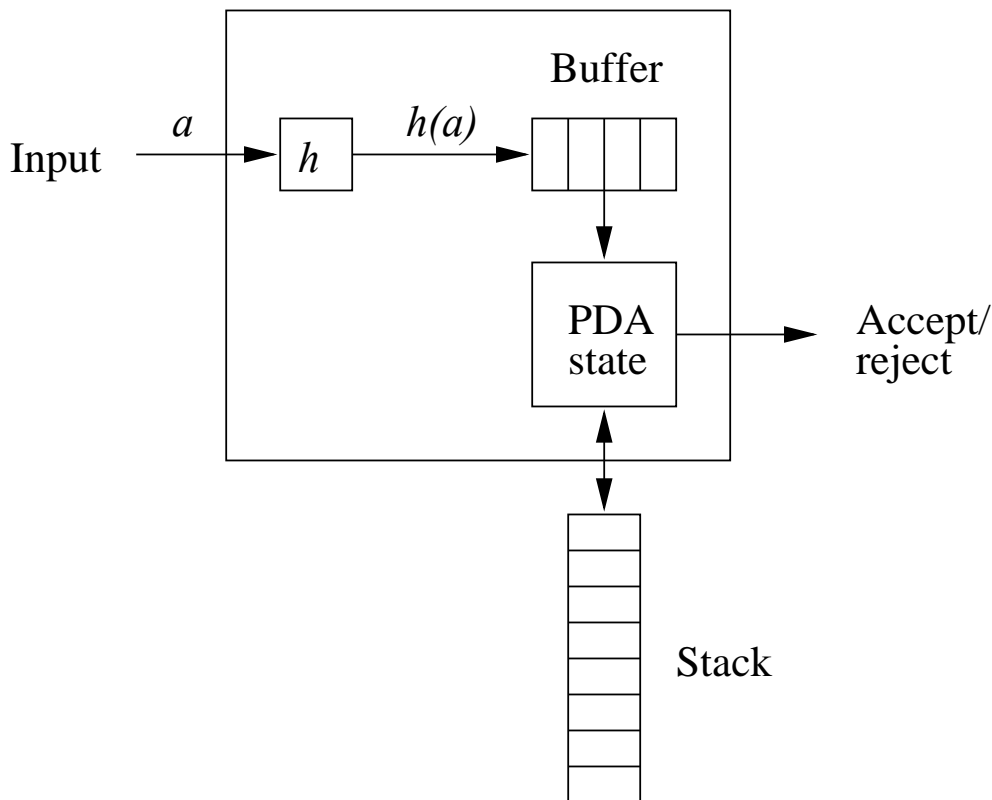 Buffer
a
h(a)
Input
h
PDA
state
Accept/
reject
Stack